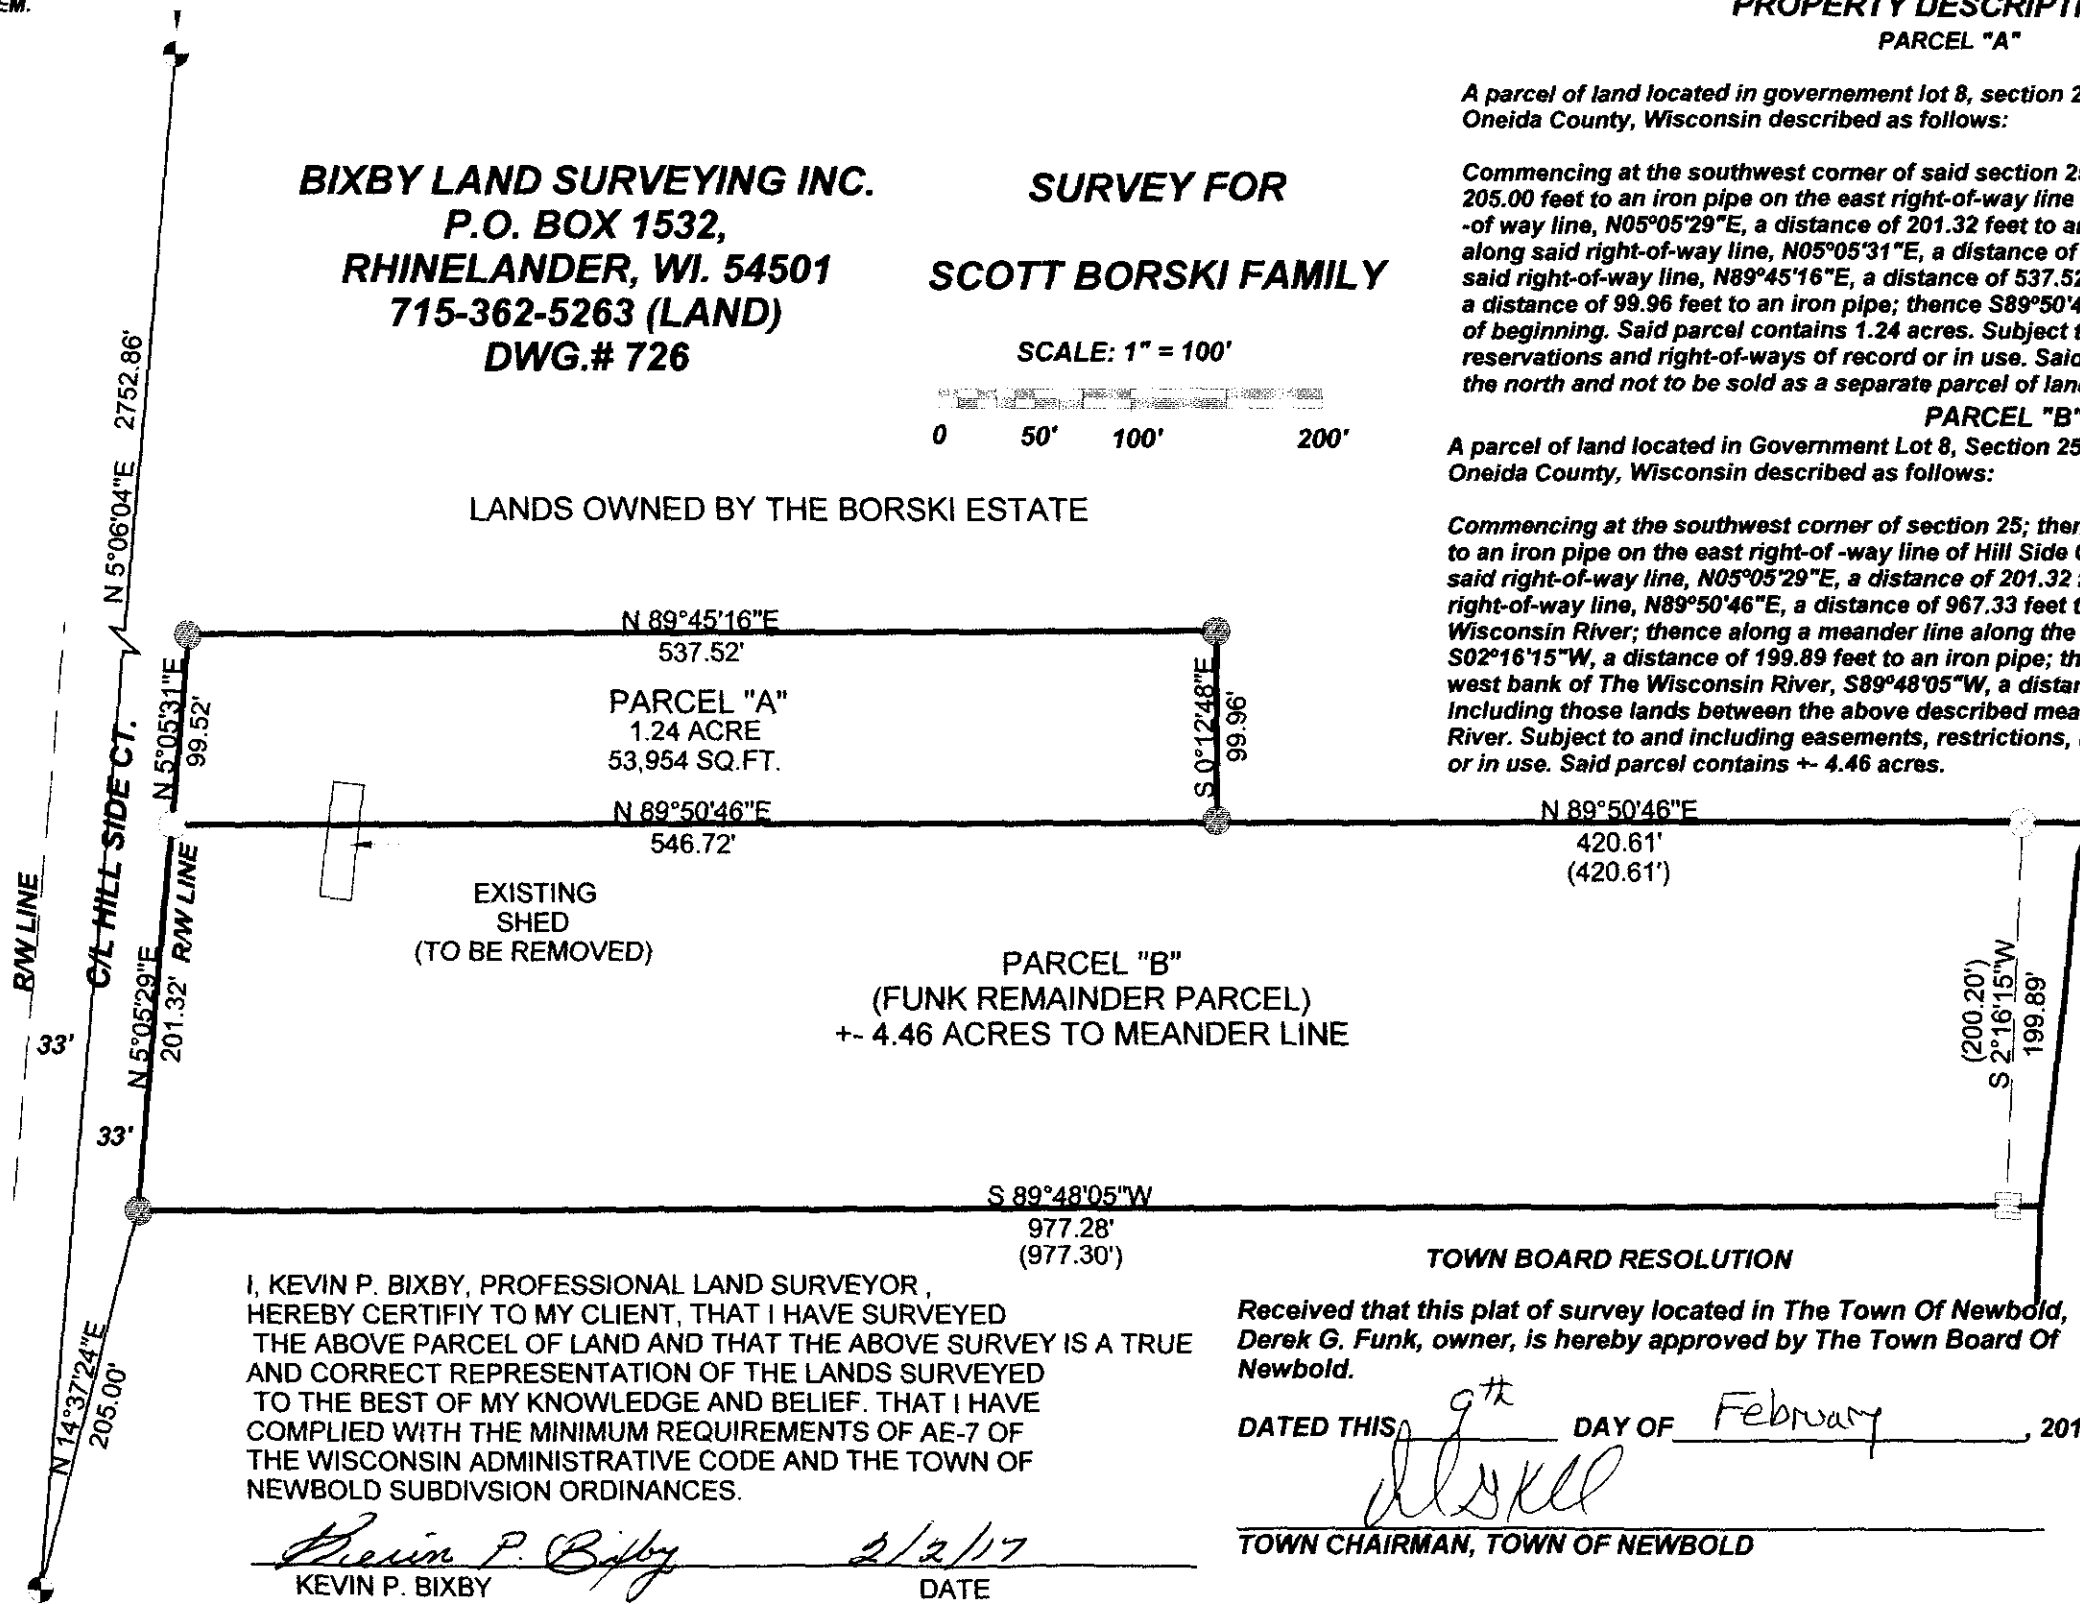 EM.
PROPERTY DESCRIPTI
PARCEL "A"
A parcel of land located in governement lot 8, section 2
Oneida County, Wisconsin described as follows:
Commencing at the southwest corner of said section 2
205.00 feet to an iron pipe on the east right-of-way line
-of way line, N05°05'29"E, a distance of 201.32 feet to a
along said right-of-way line, N05°05'31"E, a distance of
said right-of-way line, N89°45'16"E, a distance of 537.52
a distance of 99.96 feet to an iron pipe; thence S89°50'4
of beginning. Said parcel contains 1.24 acres. Subject t
reservations and right-of-ways of record or in use. Said
the north and not to be sold as a separate parcel of lan
PARCEL "B"
A parcel of land located in Government Lot 8, Section 25
Oneida County, Wisconsin described as follows:
Commencing at the southwest corner of section 25; ther
to an iron pipe on the east right-of -way line of Hill Side
said right-of-way line, N05°05'29"E, a distance of 201.32
right-of-way line, N89°50'46"E, a distance of 967.33 feet t
Wisconsin River; thence along a meander line along the
S02°16'15"W, a distance of 199.89 feet to an iron pipe; th
west bank of The Wisconsin River, S89°48'05"W, a distan
Including those lands between the above described mea
River. Subject to and including easements, restrictions,
or in use. Said parcel contains +- 4.46 acres.
BIXBY LAND SURVEYING INC.
P.O. BOX 1532,
RHINELANDER, WI. 54501
715-362-5263 (LAND)
DWG.# 726
SURVEY FOR
SCOTT BORSKI FAMILY
SCALE: 1" = 100'
0 50' 100' 200'
LANDS OWNED BY THE BORSKI ESTATE
N 5°06'04"E 2752.86'
N 89°45'16"E
537.52'
N 5°05'31"E
99.52'
PARCEL "A"
1.24 ACRE
53,954 SQ.FT.
S 0°12'48"E
99.96'
N 89°50'46"E
546.72'
N 89°50'46"E
420.61'
(420.61')
EXISTING
SHED
(TO BE REMOVED)
R/W LINE
C/L HILL SIDE CT.
R/W LINE
N 5°05'29"E
201.32'
33'
33'
PARCEL "B"
(FUNK REMAINDER PARCEL)
+- 4.46 ACRES TO MEANDER LINE
(200.20')
S 2°16'15"W
199.89'
S 89°48'05"W
977.28'
(977.30')
N 14°37'24"E
205.00'
I, KEVIN P. BIXBY, PROFESSIONAL LAND SURVEYOR ,
HEREBY CERTIFIY TO MY CLIENT, THAT I HAVE SURVEYED
THE ABOVE PARCEL OF LAND AND THAT THE ABOVE SURVEY IS A TRUE
AND CORRECT REPRESENTATION OF THE LANDS SURVEYED
TO THE BEST OF MY KNOWLEDGE AND BELIEF. THAT I HAVE
COMPLIED WITH THE MINIMUM REQUIREMENTS OF AE-7 OF
THE WISCONSIN ADMINISTRATIVE CODE AND THE TOWN OF
NEWBOLD SUBDIVSION ORDINANCES.
Kevin P. Bixby 2/2/17
KEVIN P. BIXBY DATE
TOWN BOARD RESOLUTION
Received that this plat of survey located in The Town Of Newbold,
Derek G. Funk, owner, is hereby approved by The Town Board Of
Newbold.
DATED THIS 9th DAY OF February , 201
TOWN CHAIRMAN, TOWN OF NEWBOLD